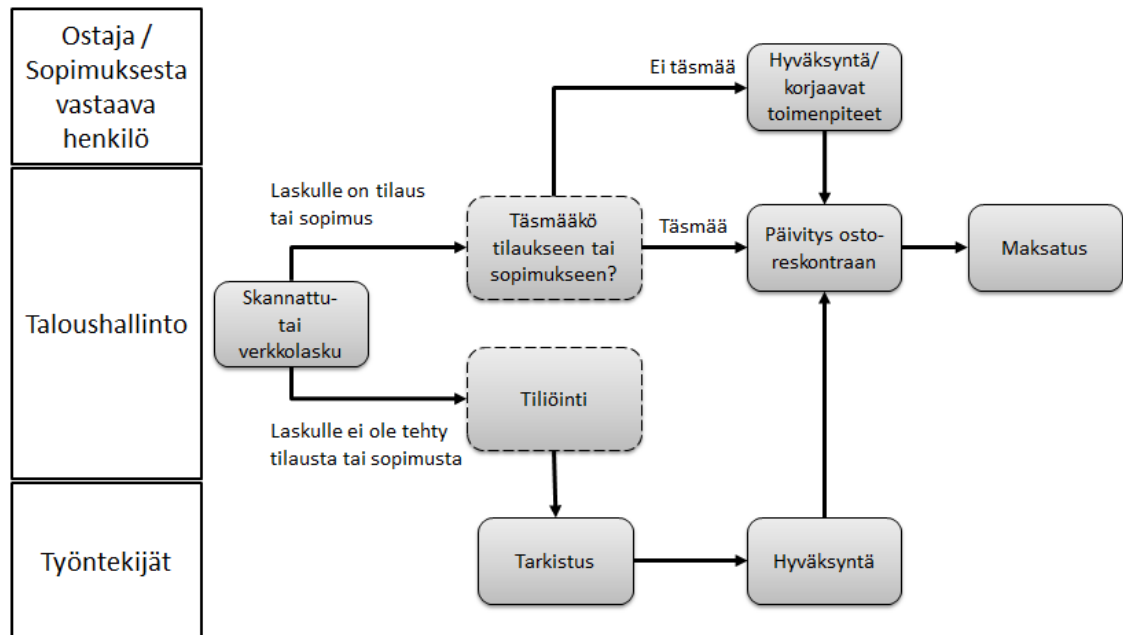 Ostaja /
Sopimuksesta
vastaava
henkilö
Ei täsmää
Hyväksyntä/
korjaavat
toimenpiteet
Taloushallinto
Laskulle on tilaus
tai sopimus
Skannattu-
tai
verkkolasku
Täsmääkö
tilaukseen tai
sopimukseen?
Täsmää
Päivitys osto-
reskontraan
Maksatus
Laskulle ei ole tehty
tilausta tai sopimusta
Tiliöinti
Työntekijät
Tarkistus
Hyväksyntä